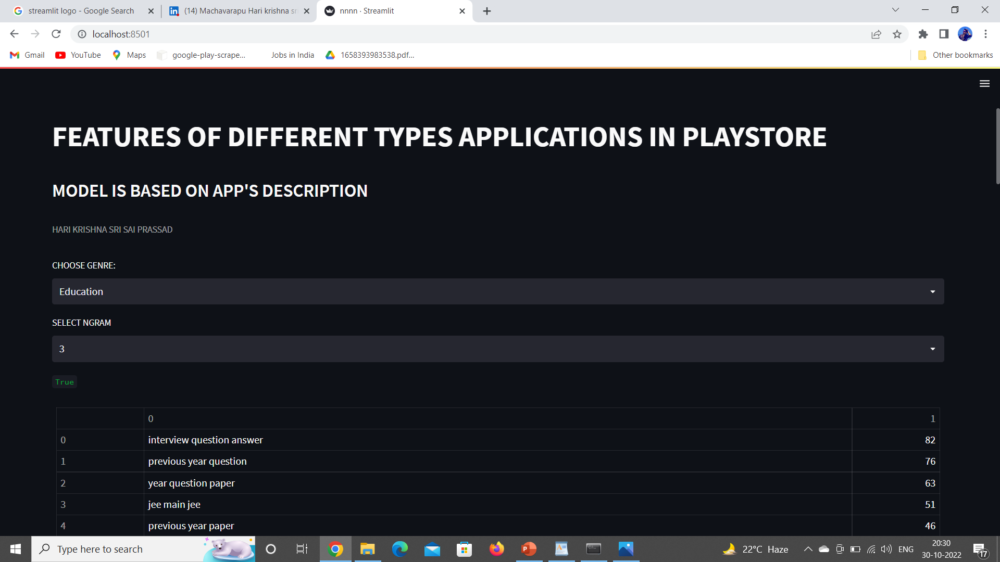 streamlit logo - Google Search
(14) Machavarapu Hari krishna sri
nnnn · Streamlit
localhost:8501
Gmail
YouTube
Maps
google-play-scrape...
Jobs in India
1658393983538.pdf...
Other bookmarks
FEATURES OF DIFFERENT TYPES APPLICATIONS IN PLAYSTORE
MODEL IS BASED ON APP'S DESCRIPTION
HARI KRISHNA SRI SAI PRASSAD
CHOOSE GENRE:
Education
SELECT NGRAM
3
True
0 1
0 interview question answer 82
1 previous year question 76
2 year question paper 63
3 jee main jee 51
4 previous year paper 46
Type here to search
22°C Haze
ENG
20:30
30-10-2022
17